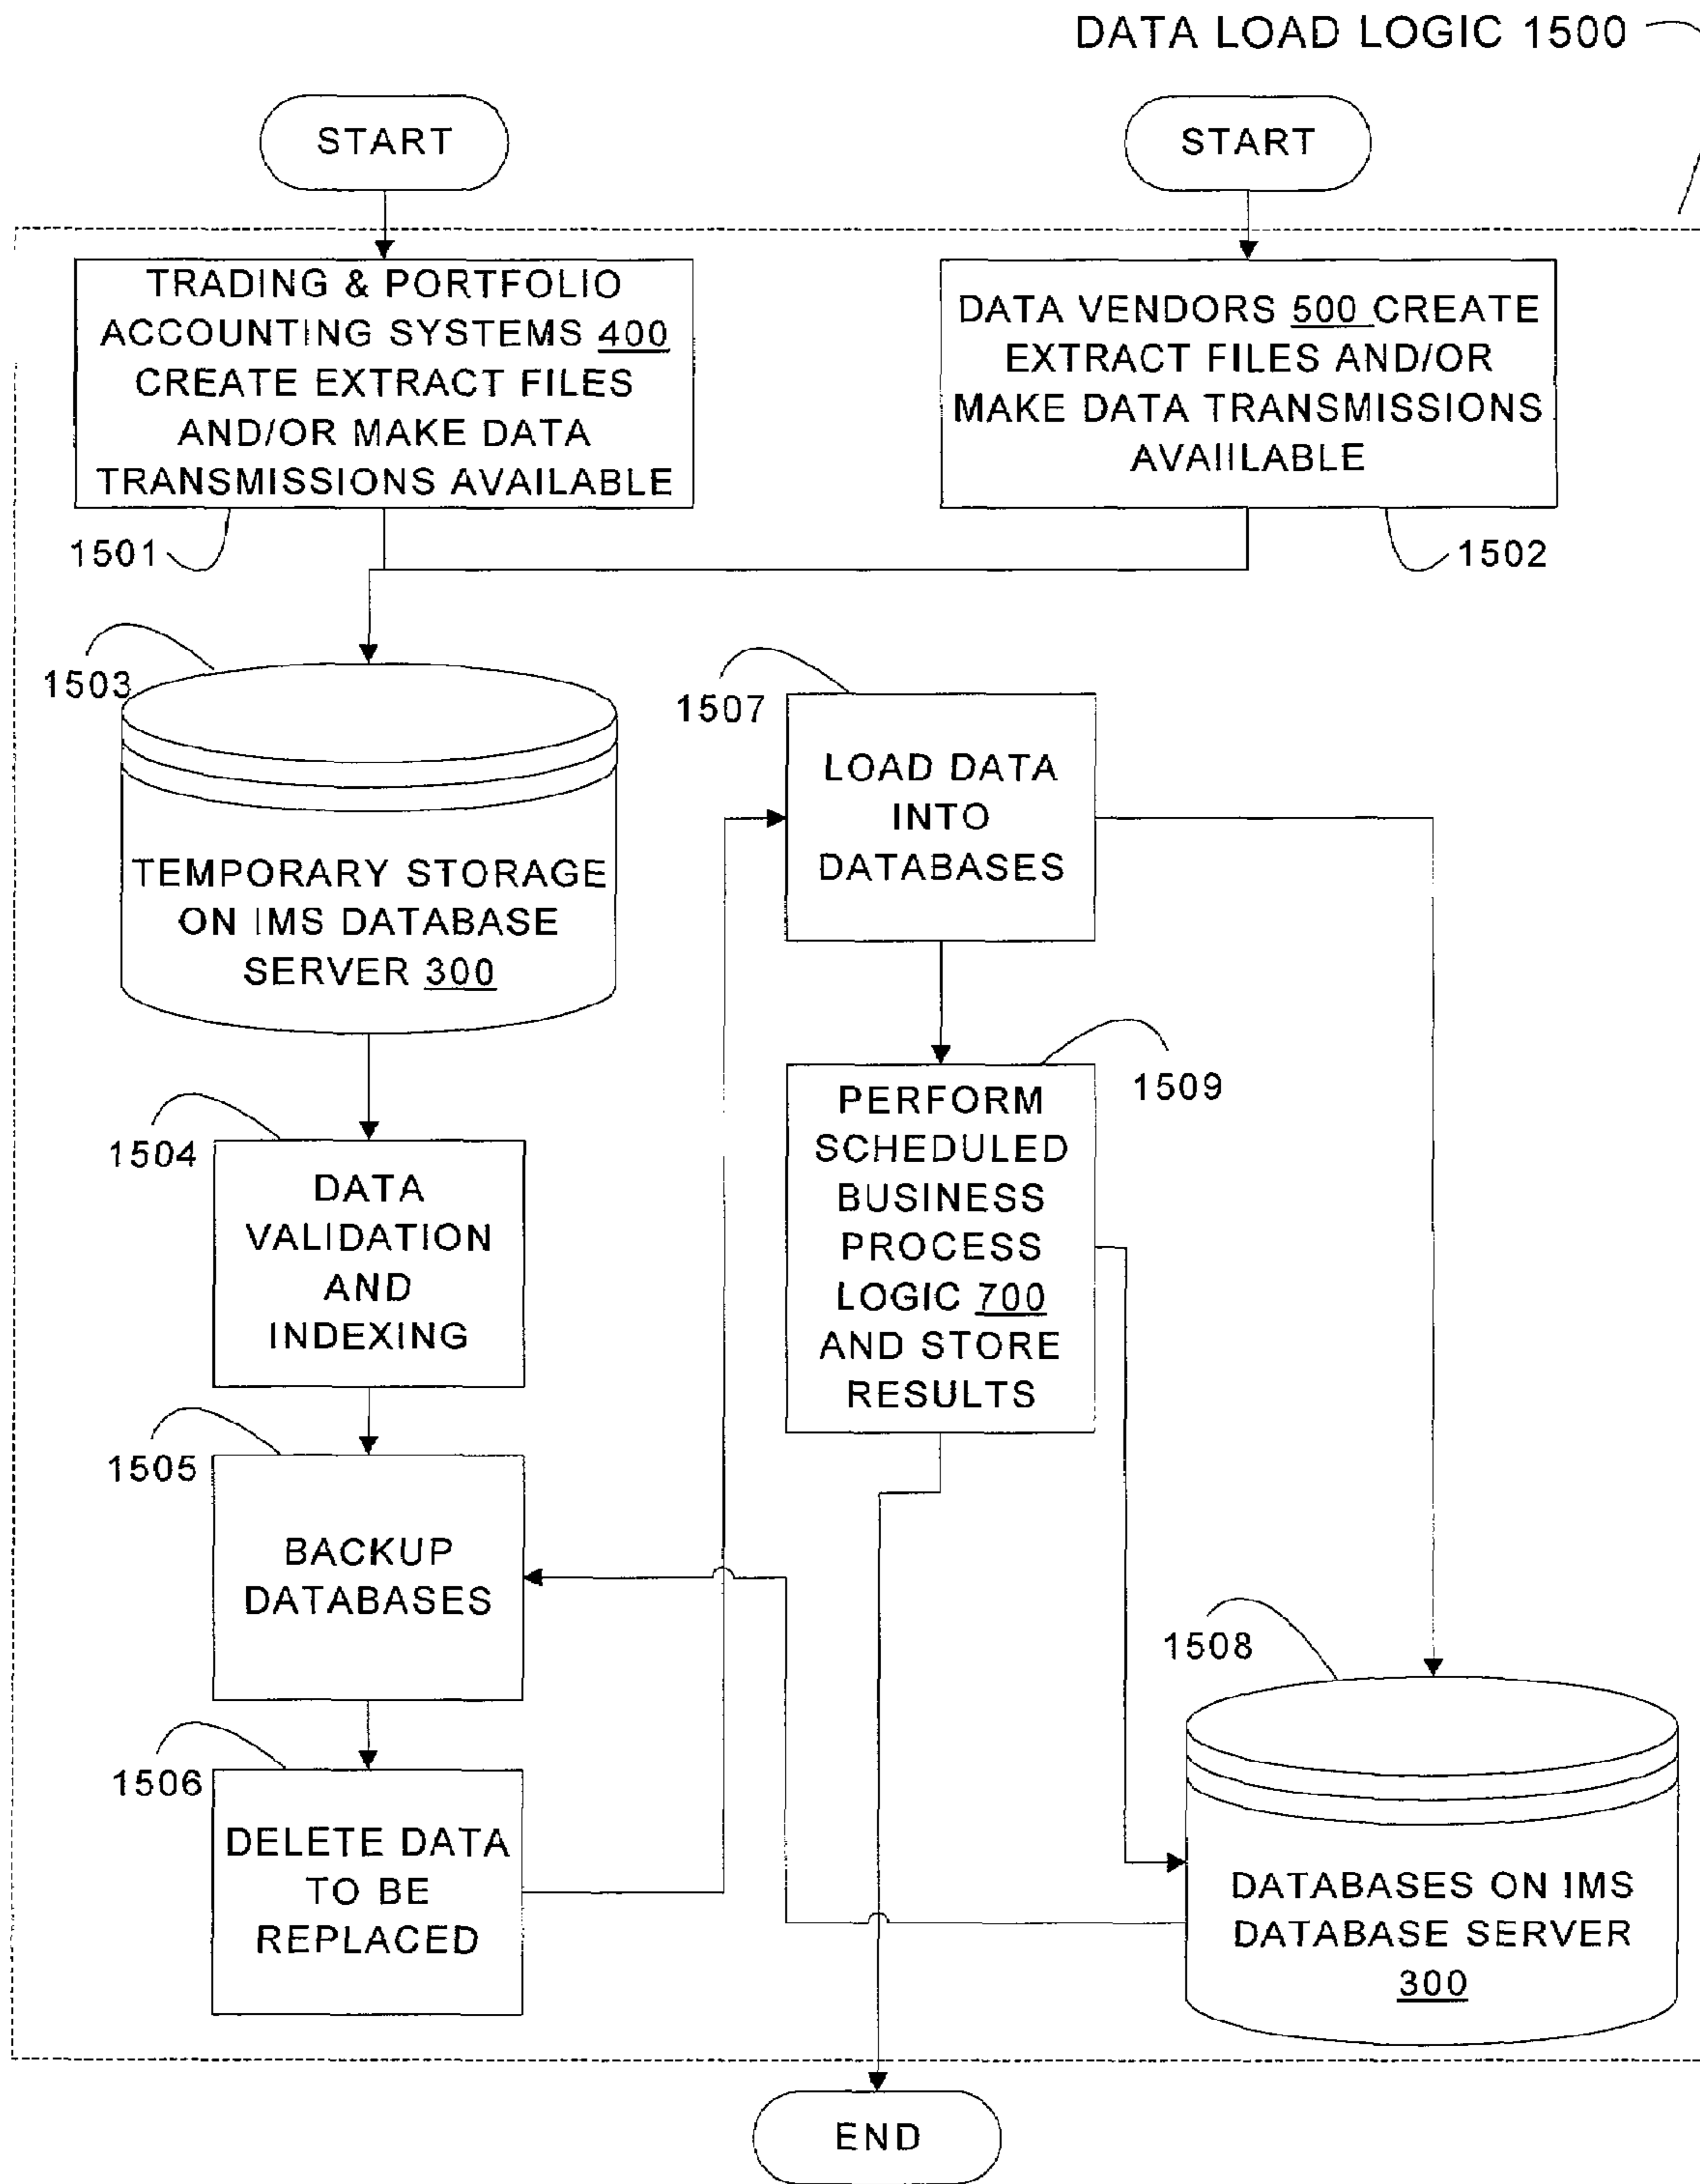 DATA LOAD LOGIC 1500
START
START
TRADING & PORTFOLIO
ACCOUNTING SYSTEMS 400
CREATE EXTRACT FILES
AND/OR MAKE DATA
TRANSMISSIONS AVAILABLE
DATA VENDORS 500 CREATE
EXTRACT FILES AND/OR
MAKE DATA TRANSMISSIONS
AVAIILABLE
1501
1502
1503
TEMPORARY STORAGE
ON IMS DATABASE
SERVER 300
1507
LOAD DATA
INTO
DATABASES
1504
DATA
VALIDATION
AND
INDEXING
1509
PERFORM
SCHEDULED
BUSINESS
PROCESS
LOGIC 700
AND STORE
RESULTS
1505
BACKUP
DATABASES
1506
DELETE DATA
TO BE
REPLACED
1508
DATABASES ON IMS
DATABASE SERVER
300
END